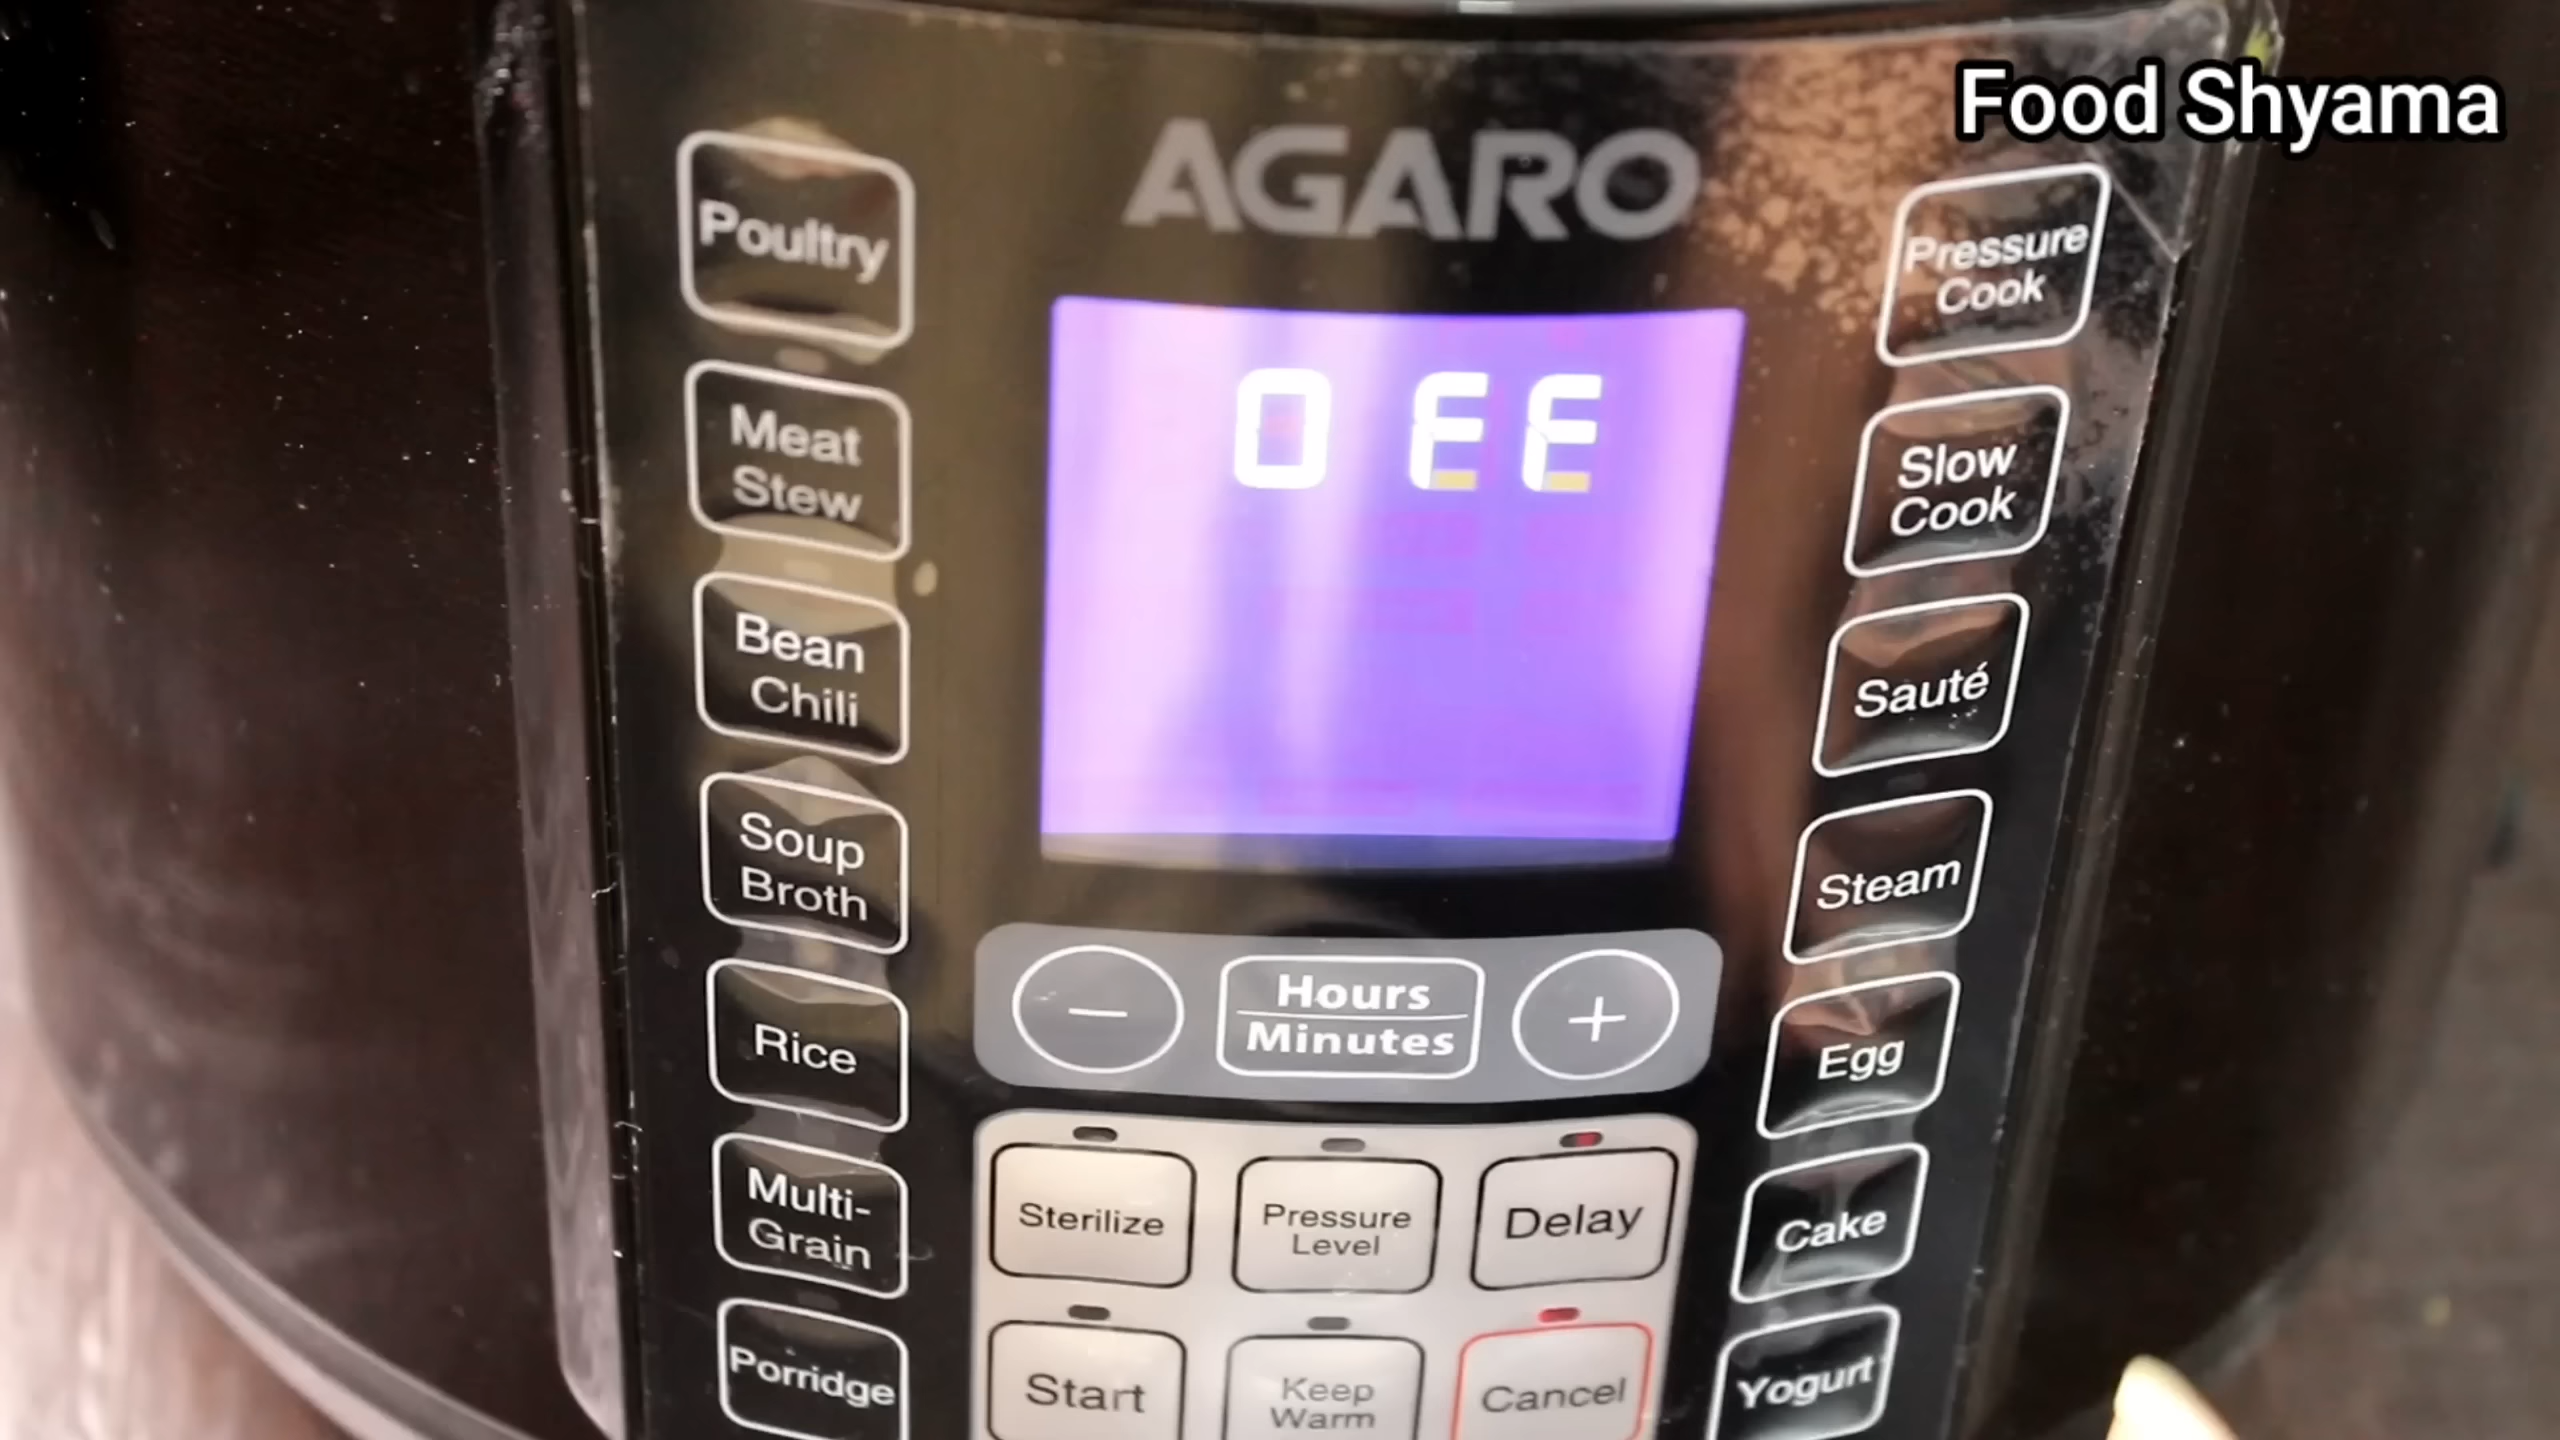 Food Shyama
AGARO
OFF
Poultry
Meat
Stew
Bean
Chili
Soup
Broth
Rice
Multi-
Grain
Porridge
−
Hours
Minutes
+
Sterilize
Pressure
Level
Delay
Start
Keep
Warm
Cancel
Pressure
Cook
Slow
Cook
Sauté
Steam
Egg
Cake
Yogurt